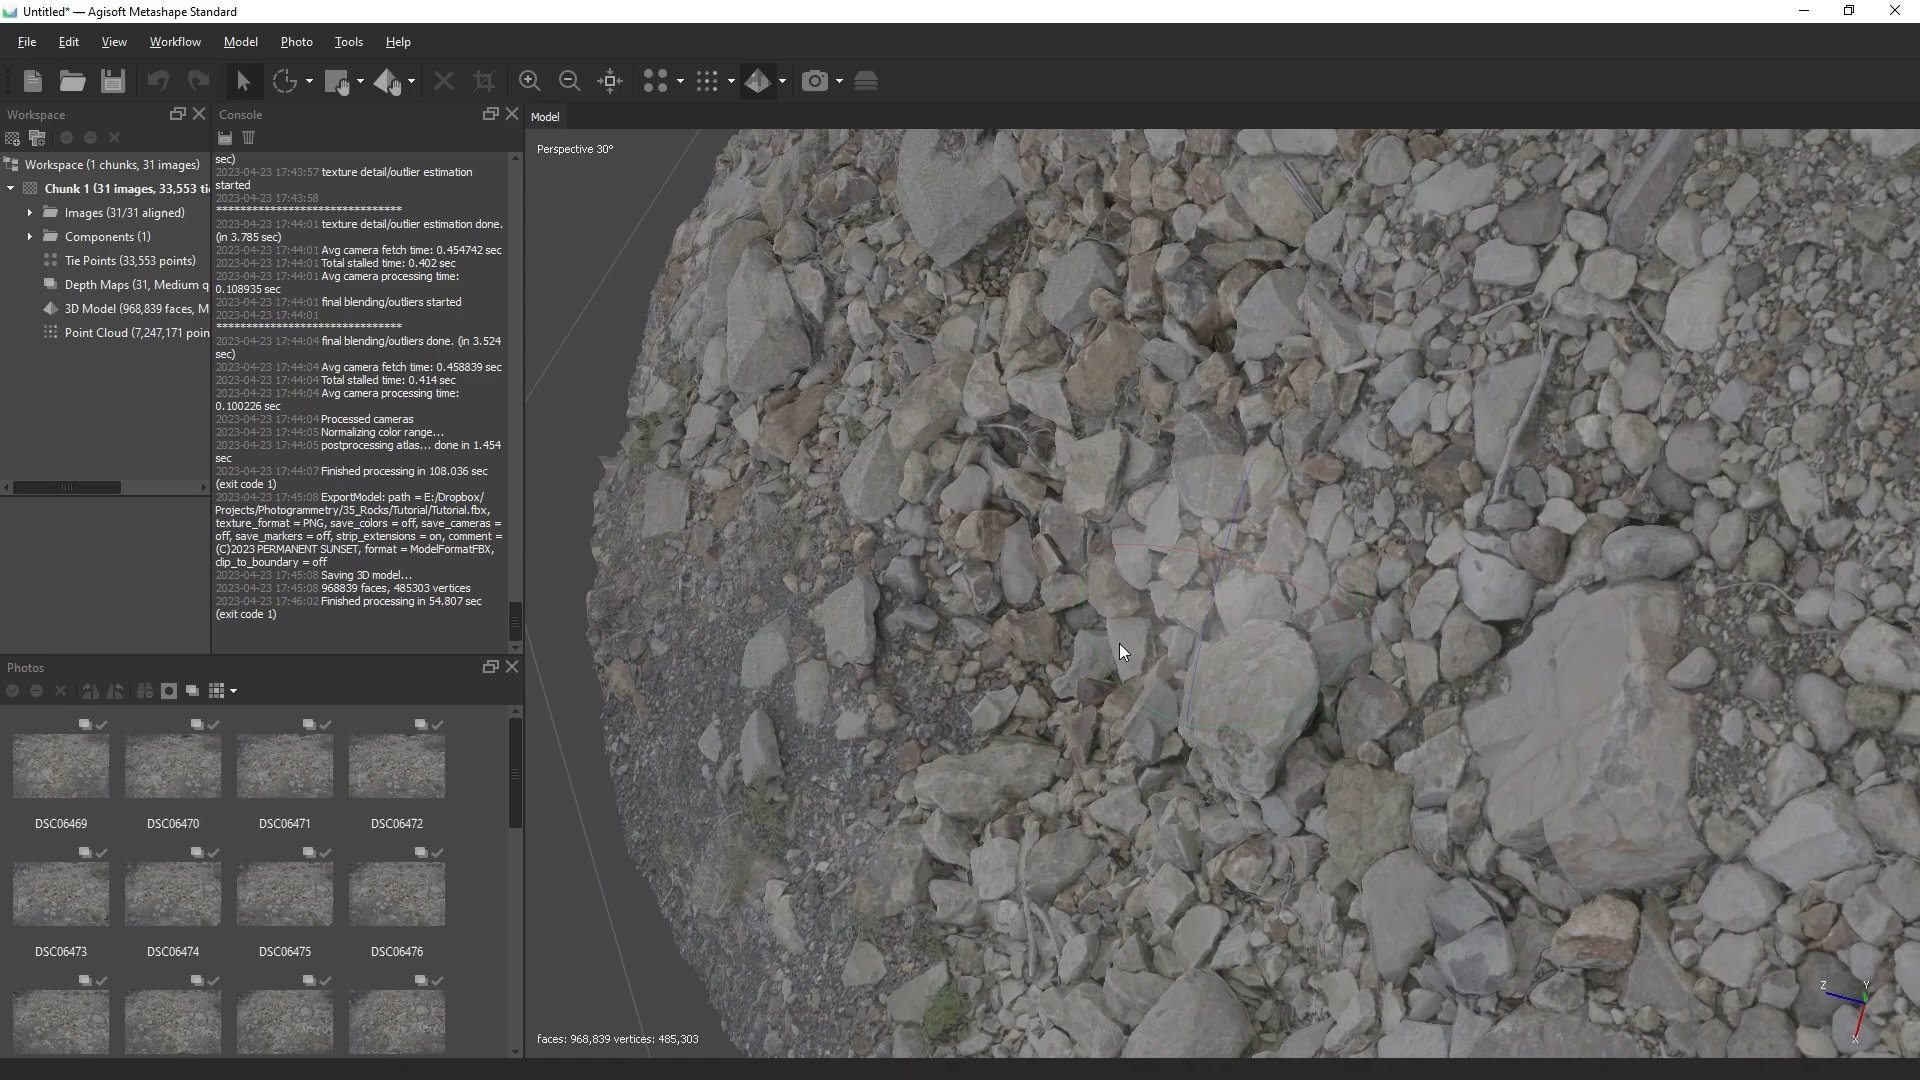 Untitled* — Agisoft Metashape Standard
File Edit View Workflow Model Photo Tools Help
Workspace
Workspace (1 chunks, 31 images)
Chunk 1 (31 images, 33,553 ti
Images (31/31 aligned)
Components (1)
Tie Points (33,553 points)
Depth Maps (31, Medium q
3D Model (968,839 faces, M
Point Cloud (7,247,171 poin
Console
sec)
2023-04-23 17:43:57 texture detail/outlier estimation
started
2023-04-23 17:43:58
*******************************
2023-04-23 17:44:01 texture detail/outlier estimation done.
(in 3.785 sec)
2023-04-23 17:44:01 Avg camera fetch time: 0.454742 sec
2023-04-23 17:44:01 Total stalled time: 0.402 sec
2023-04-23 17:44:01 Avg camera processing time:
0.108935 sec
2023-04-23 17:44:01 final blending/outliers started
2023-04-23 17:44:01
*******************************
2023-04-23 17:44:04 final blending/outliers done. (in 3.524
sec)
2023-04-23 17:44:04 Avg camera fetch time: 0.458839 sec
2023-04-23 17:44:04 Total stalled time: 0.414 sec
2023-04-23 17:44:04 Avg camera processing time:
0.100226 sec
2023-04-23 17:44:04 Processed cameras
2023-04-23 17:44:05 Normalizing color range...
2023-04-23 17:44:05 postprocessing atlas... done in 1.454
sec
2023-04-23 17:44:07 Finished processing in 108.036 sec
(exit code 1)
2023-04-23 17:45:08 ExportModel: path = E:/Dropbox/
Projects/Photogrammetry/35_Rocks/Tutorial/Tutorial.fbx,
texture_format = PNG, save_colors = off, save_cameras =
off, save_markers = off, strip_extensions = on, comment =
(C)2023 PERMANENT SUNSET, format = ModelFormatFBX,
clip_to_boundary = off
2023-04-23 17:45:08 Saving 3D model...
2023-04-23 17:45:08 968839 faces, 485303 vertices
2023-04-23 17:46:02 Finished processing in 54.807 sec
(exit code 1)
Photos
DSC06469 DSC06470 DSC06471 DSC06472
DSC06473 DSC06474 DSC06475 DSC06476
Model
Perspective 30°
faces: 968,839 vertices: 485,303
Z Y
X